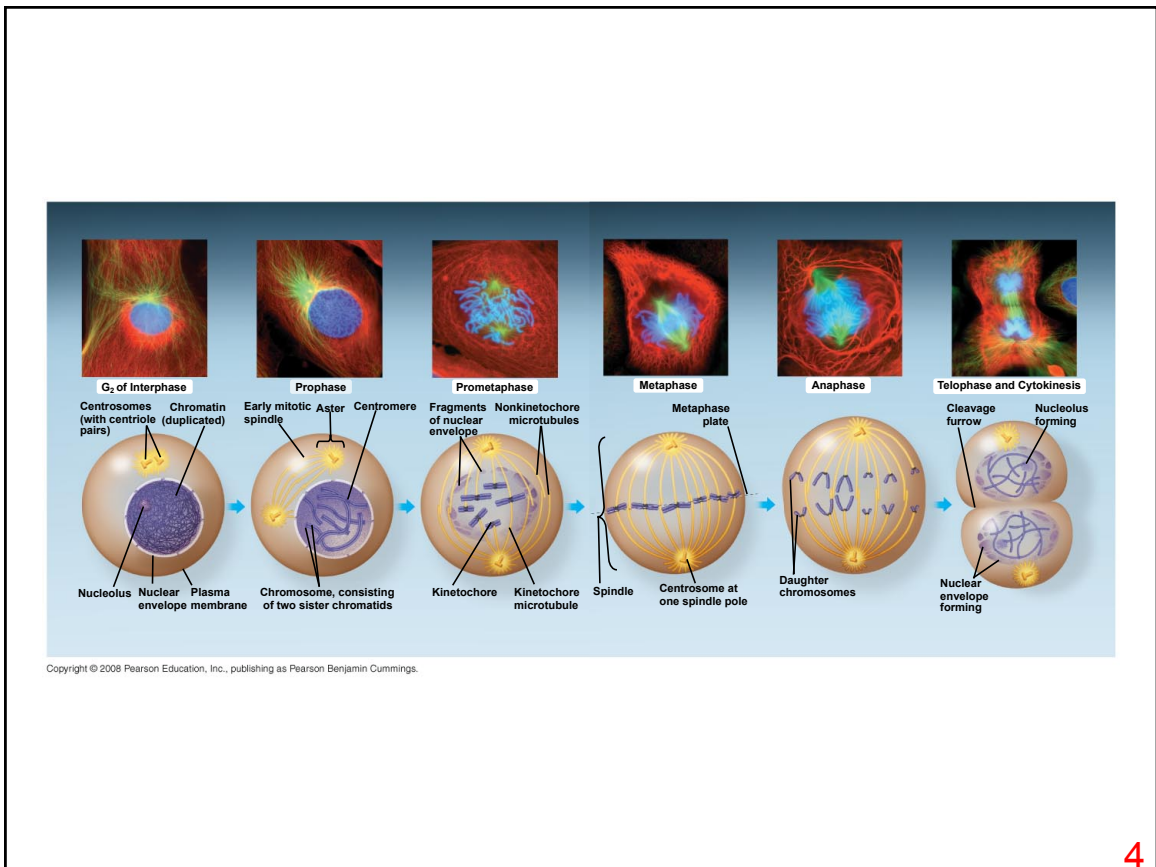 G₂ of Interphase
Centrosomes
(with centriole
pairs)
Chromatin
(duplicated)
Nucleolus
Nuclear
envelope
Plasma
membrane
Prophase
Early mitotic
spindle
Aster
Centromere
Chromosome, consisting
of two sister chromatids
Prometaphase
Fragments
of nuclear
envelope
Nonkinetochore
microtubules
Kinetochore
Kinetochore
microtubule
Metaphase
Metaphase
plate
Spindle
Centrosome at
one spindle pole
Anaphase
Daughter
chromosomes
Telophase and Cytokinesis
Cleavage
furrow
Nucleolus
forming
Nuclear
envelope
forming
Copyright © 2008 Pearson Education, Inc., publishing as Pearson Benjamin Cummings.
4